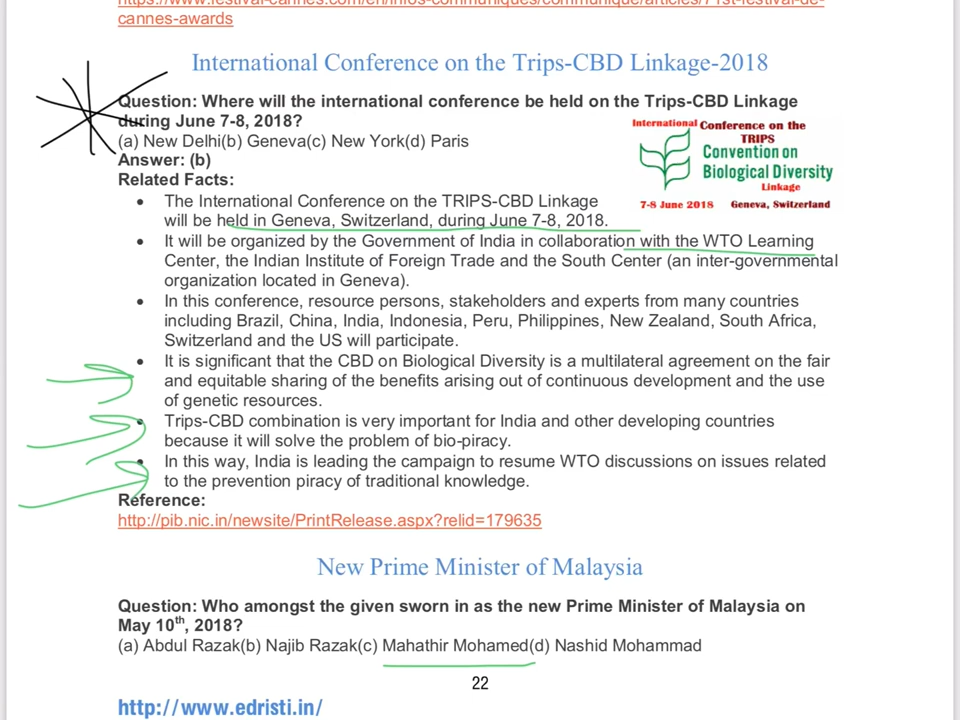 https://www.festival-cannes.com/en/infos-communiques/communique/articles/71st-festival-de-
cannes-awards
International Conference on the Trips-CBD Linkage-2018
Question: Where will the international conference be held on the Trips-CBD Linkage
during June 7-8, 2018?
(a) New Delhi(b) Geneva(c) New York(d) Paris
Answer: (b)
Related Facts:
International Conference on the
TRIPS
Convention on
Biological Diversity
Linkage
7-8 June 2018 Geneva, Switzerland
• The International Conference on the TRIPS-CBD Linkage
will be held in Geneva, Switzerland, during June 7-8, 2018.
• It will be organized by the Government of India in collaboration with the WTO Learning
Center, the Indian Institute of Foreign Trade and the South Center (an inter-governmental
organization located in Geneva).
• In this conference, resource persons, stakeholders and experts from many countries
including Brazil, China, India, Indonesia, Peru, Philippines, New Zealand, South Africa,
Switzerland and the US will participate.
• It is significant that the CBD on Biological Diversity is a multilateral agreement on the fair
and equitable sharing of the benefits arising out of continuous development and the use
of genetic resources.
• Trips-CBD combination is very important for India and other developing countries
because it will solve the problem of bio-piracy.
• In this way, India is leading the campaign to resume WTO discussions on issues related
to the prevention piracy of traditional knowledge.
Reference:
http://pib.nic.in/newsite/PrintRelease.aspx?relid=179635
New Prime Minister of Malaysia
Question: Who amongst the given sworn in as the new Prime Minister of Malaysia on
May 10th, 2018?
(a) Abdul Razak(b) Najib Razak(c) Mahathir Mohamed(d) Nashid Mohammad
22
http://www.edristi.in/